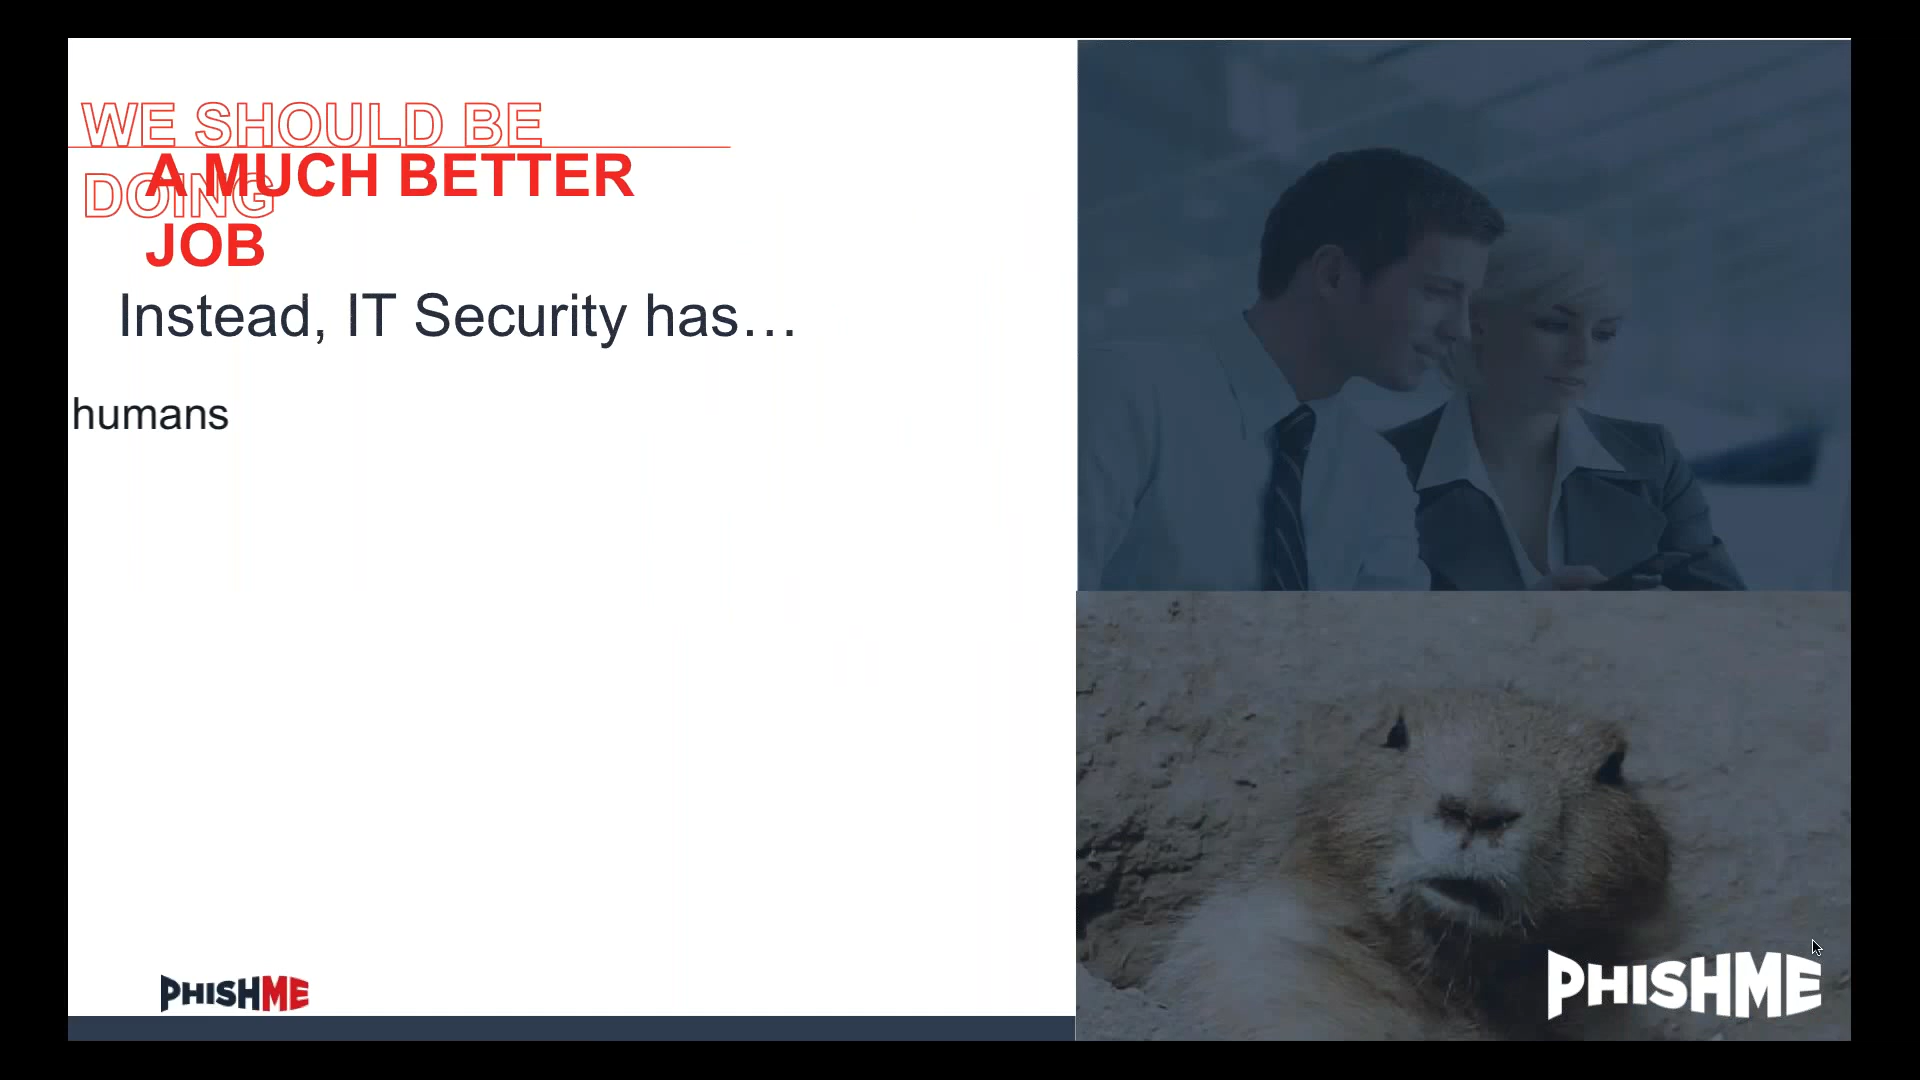 WE SHOULD BE
DOING
A MUCH BETTER
JOB
Instead, IT Security has…
humans
PHISHME
PHISHME